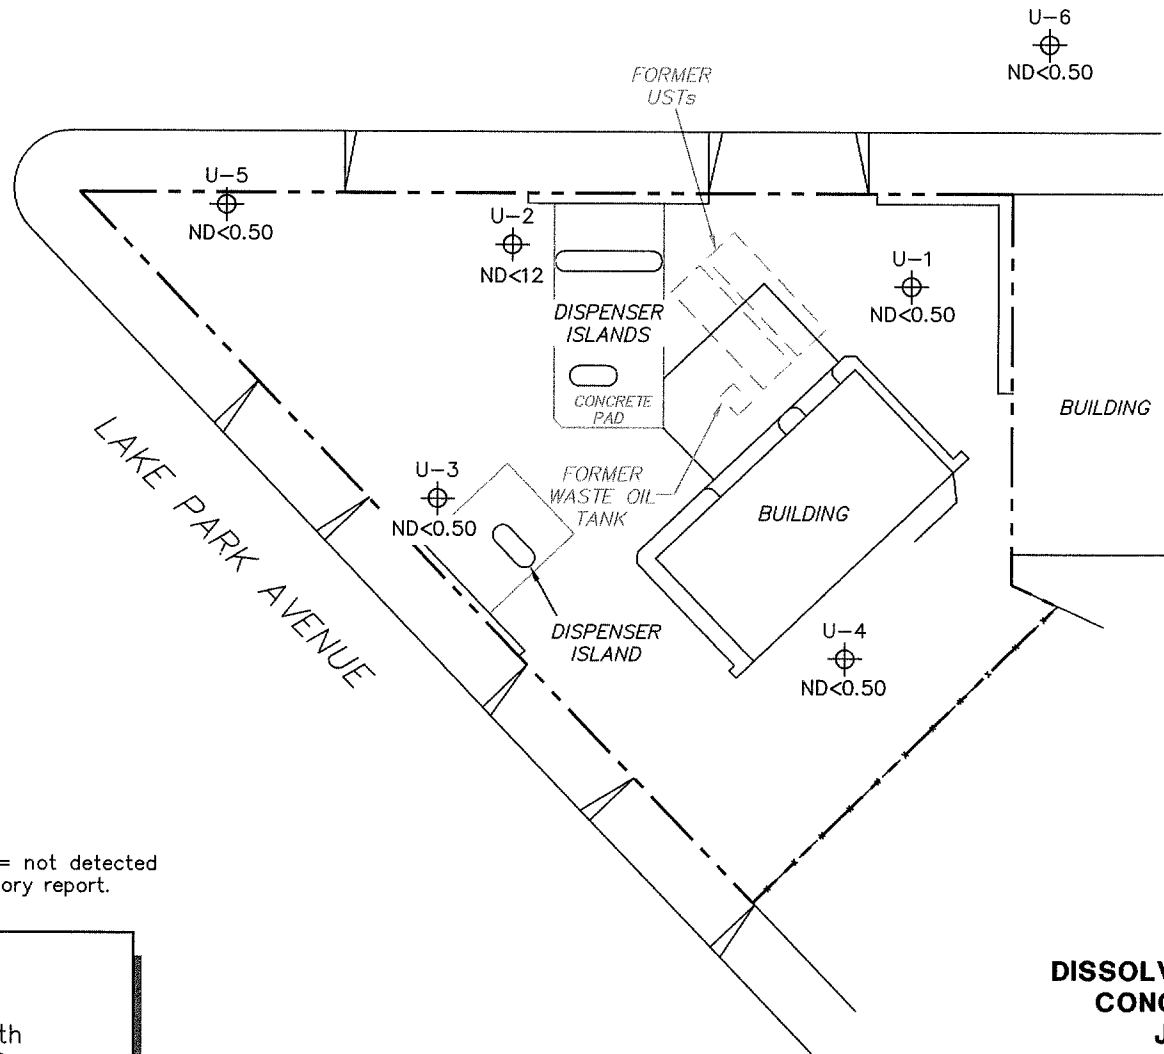 U-6
ND<0.50
FORMER
USTs
U-5
ND<0.50
U-2
ND<12
U-1
ND<0.50
DISPENSER
ISLANDS
CONCRETE
PAD
BUILDING
LAKE PARK AVENUE
U-3
ND<0.50
FORMER
WASTE OIL
TANK
BUILDING
DISPENSER
ISLAND
U-4
ND<0.50
= not detected
ory report.
th
DISSOLV
CONC
J